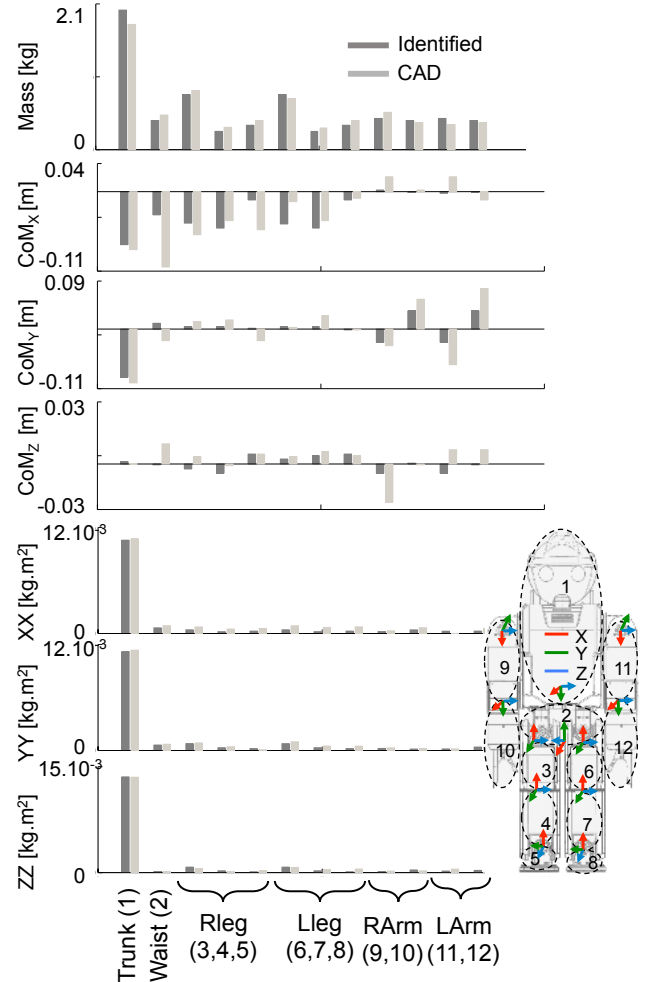 2.1
Mass [kg]
0
Identified
CAD
0.04
CoM_X [m]
-0.11
0.09
CoM_Y [m]
-0.11
0.03
CoM_Z [m]
-0.03
12.10⁻³
XX [kg.m²]
0
12.10⁻³
YY [kg.m²]
0
15.10⁻³
ZZ [kg.m²]
0
Trunk (1)
Waist (2)
Rleg
(3,4,5)
Lleg
(6,7,8)
RArm
(9,10)
LArm
(11,12)
1
X
Y
Z
9
11
2
10
12
3
6
4
7
5
8